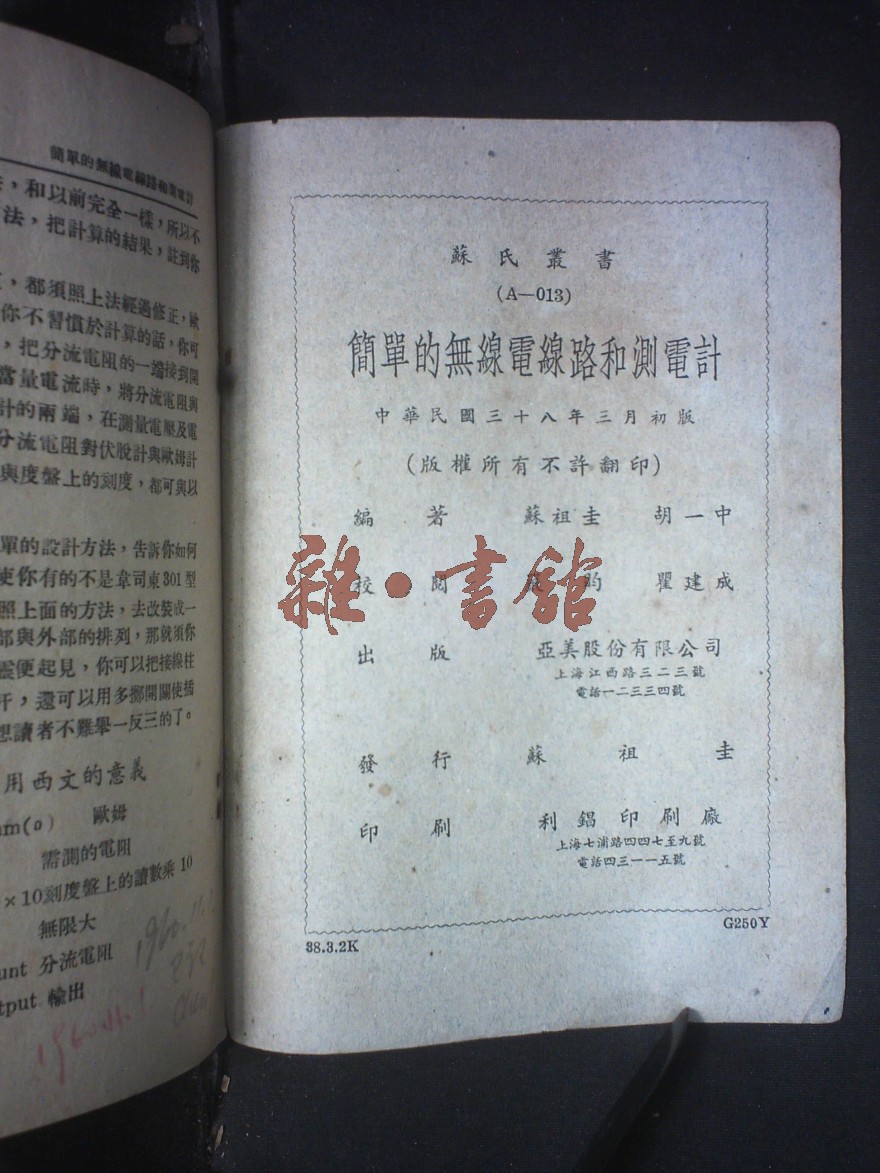 簡單的無線電線路和測電計
，和以前完全一樣，所以不
法，把計算的結果，註到你
，都須照上法經過修正，歐
你不習慣於計算的話，你可
，把分流電阻的一端接到開
當量電流時，將分流電阻與
計的兩端，在測量電壓及電
分流電阻對伏脫計與歐姆計
與度盤上的刻度，都可與以
單的設計方法，告訴你如何
使你有的不是韋司東301型
照上面的方法，去改裝成一
部與外部的排列，那就須你
便起見，你可以把接線柱
，還可以用多擲開關使插
想讀者不難舉一反三的了。
用西文的意義
歐姆
需測的電阻
×10刻度盤上的讀數乘10
無限大
unt 分流電阻
tput 輸出
蘇氏叢書
(A—013)
簡單的無線電線路和測電計
中華民國三十八年三月初版
(版權所有不許翻印)
編著 蘇祖圭 胡一中
校閱 昀 瞿建成
出版 亞美股份有限公司
上海江西路三二三號
電話一二三三四號
發行 蘇祖圭
印刷 利錩印刷廠
上海七浦路四四七至九號
電話四三一一五號
38.3.2K
G250Y
雜·書館